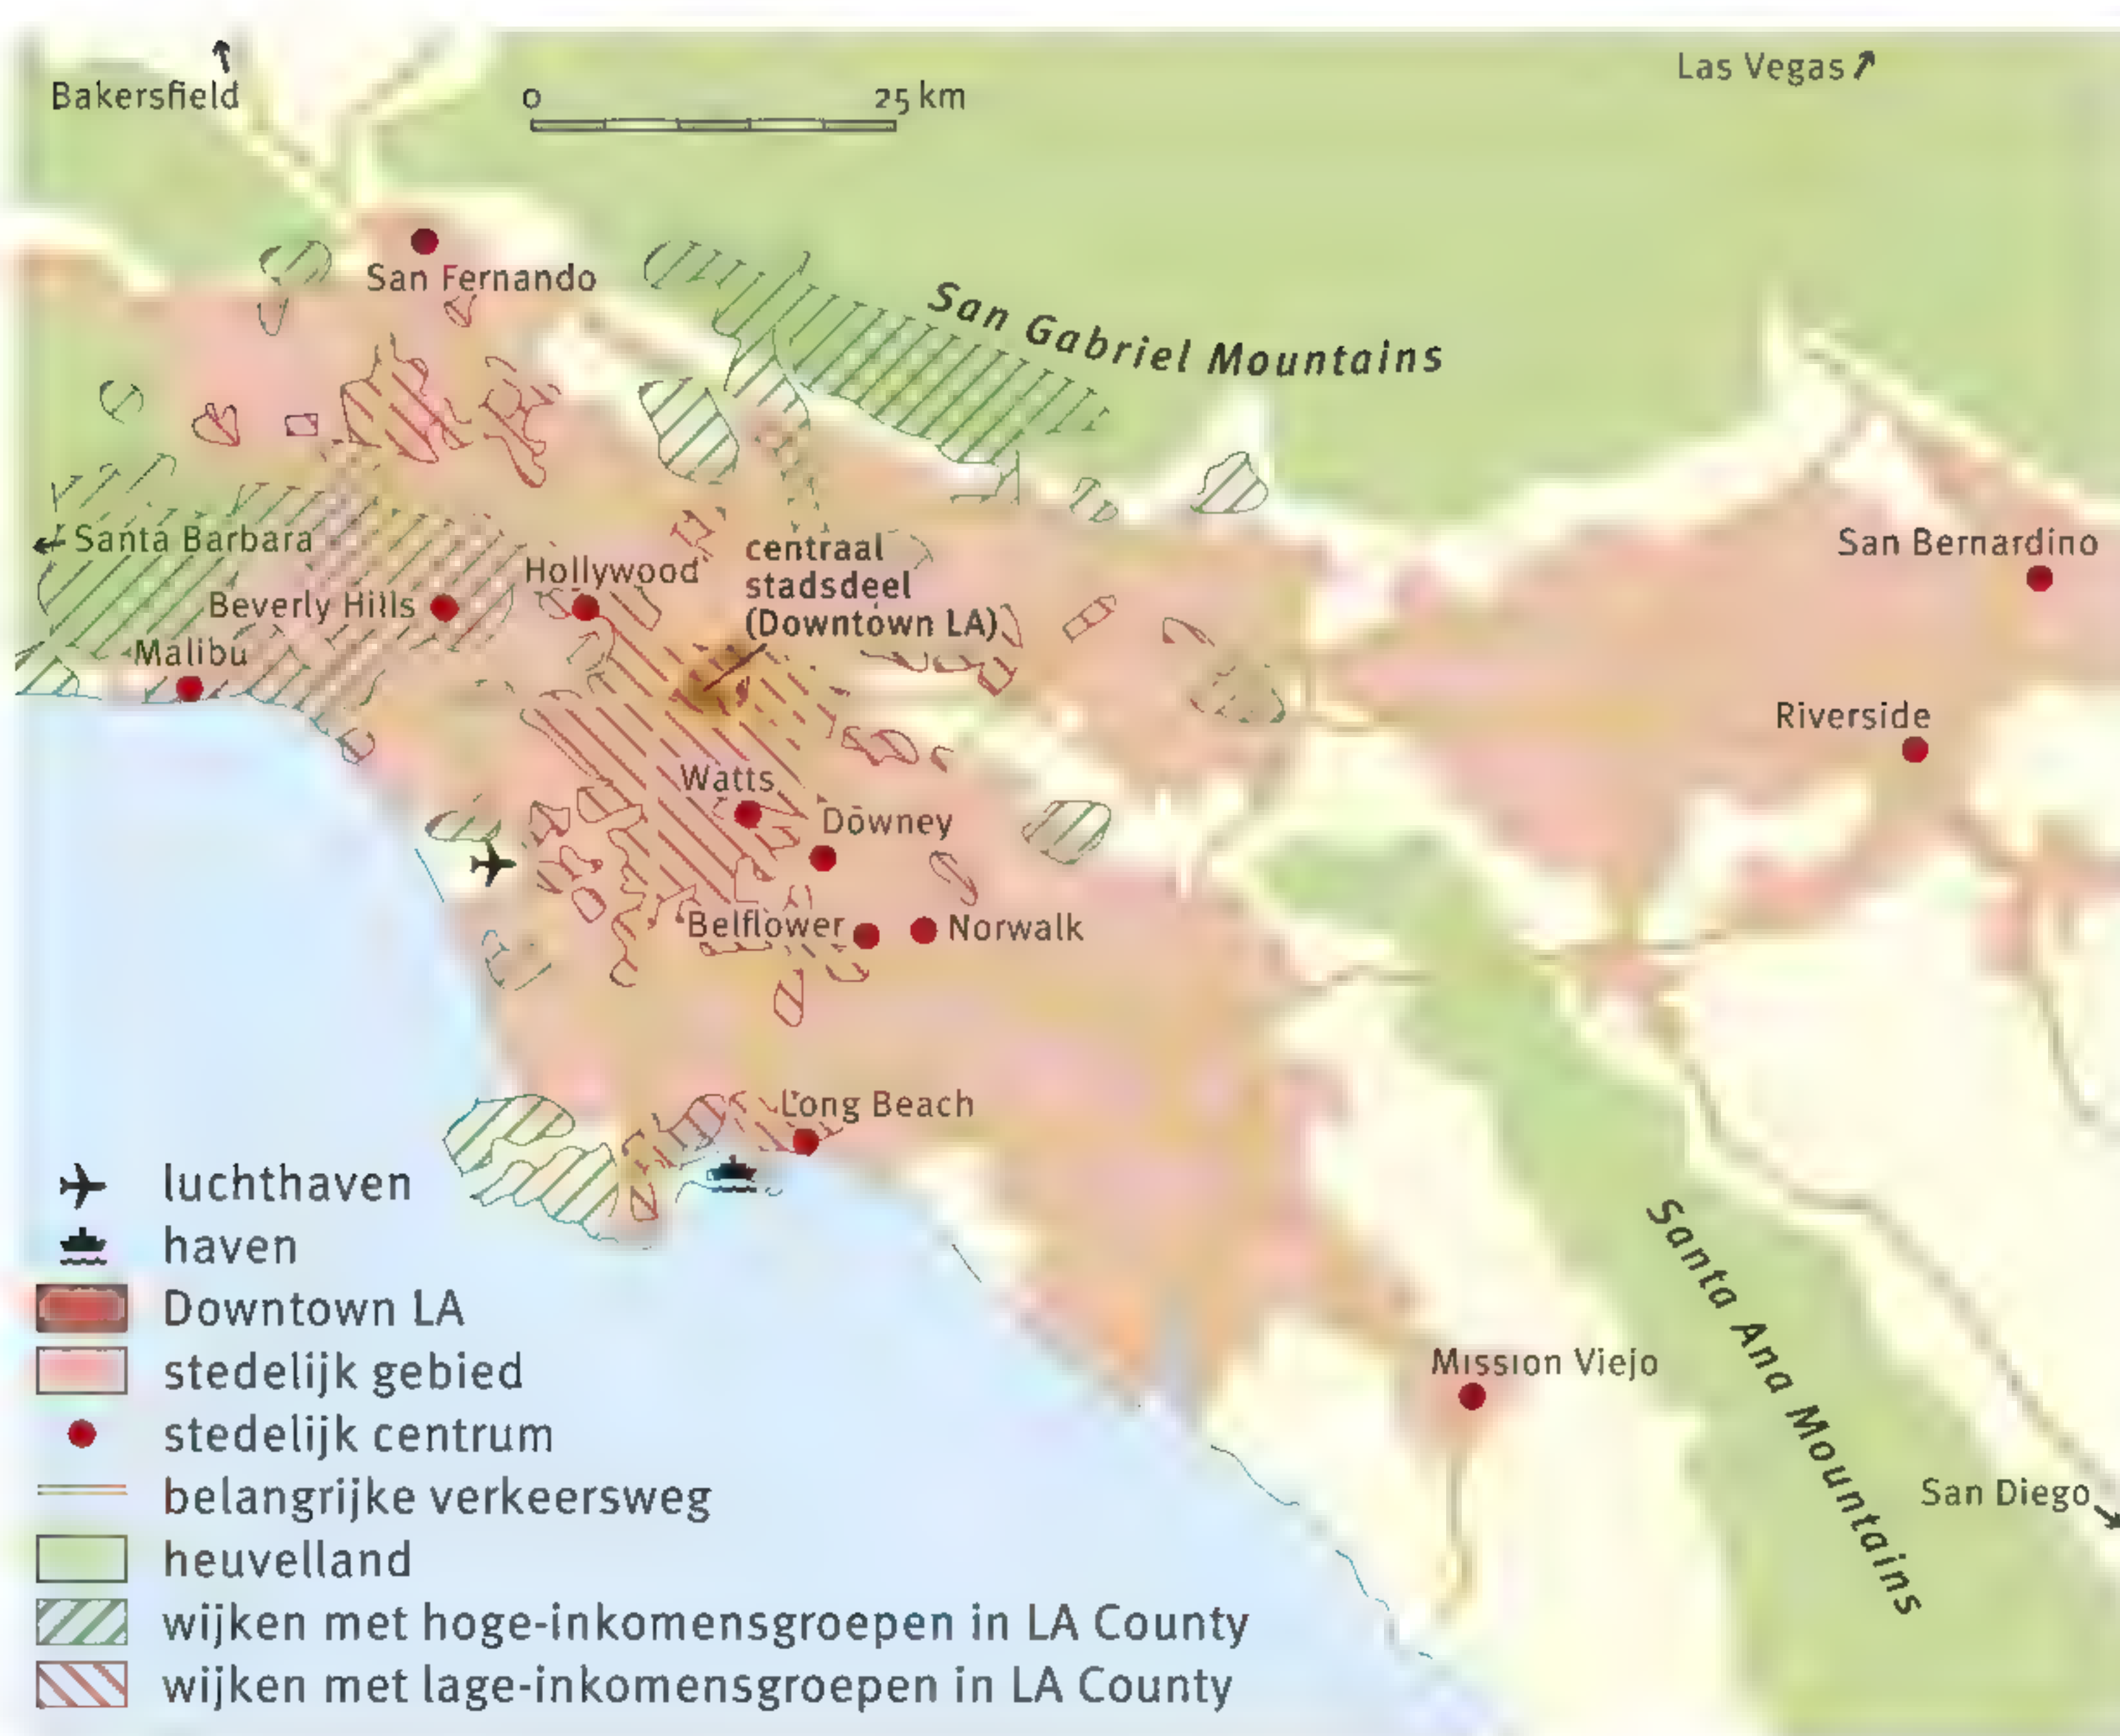 Bakersfield
0 25 km
Las Vegas
San Fernando
San Gabriel Mountains
Santa Barbara
Hollywood
centraal
stadsdeel
(Downtown LA)
San Bernardino
Beverly Hills
Malibu
Riverside
Watts
Downey
Belflower
Norwalk
Long Beach
Mission Viejo
Santa Ana Mountains
San Diego
luchthaven
haven
Downtown LA
stedelijk gebied
stedelijk centrum
belangrijke verkeersweg
heuvelland
wijken met hoge-inkomensgroepen in LA County
wijken met lage-inkomensgroepen in LA County